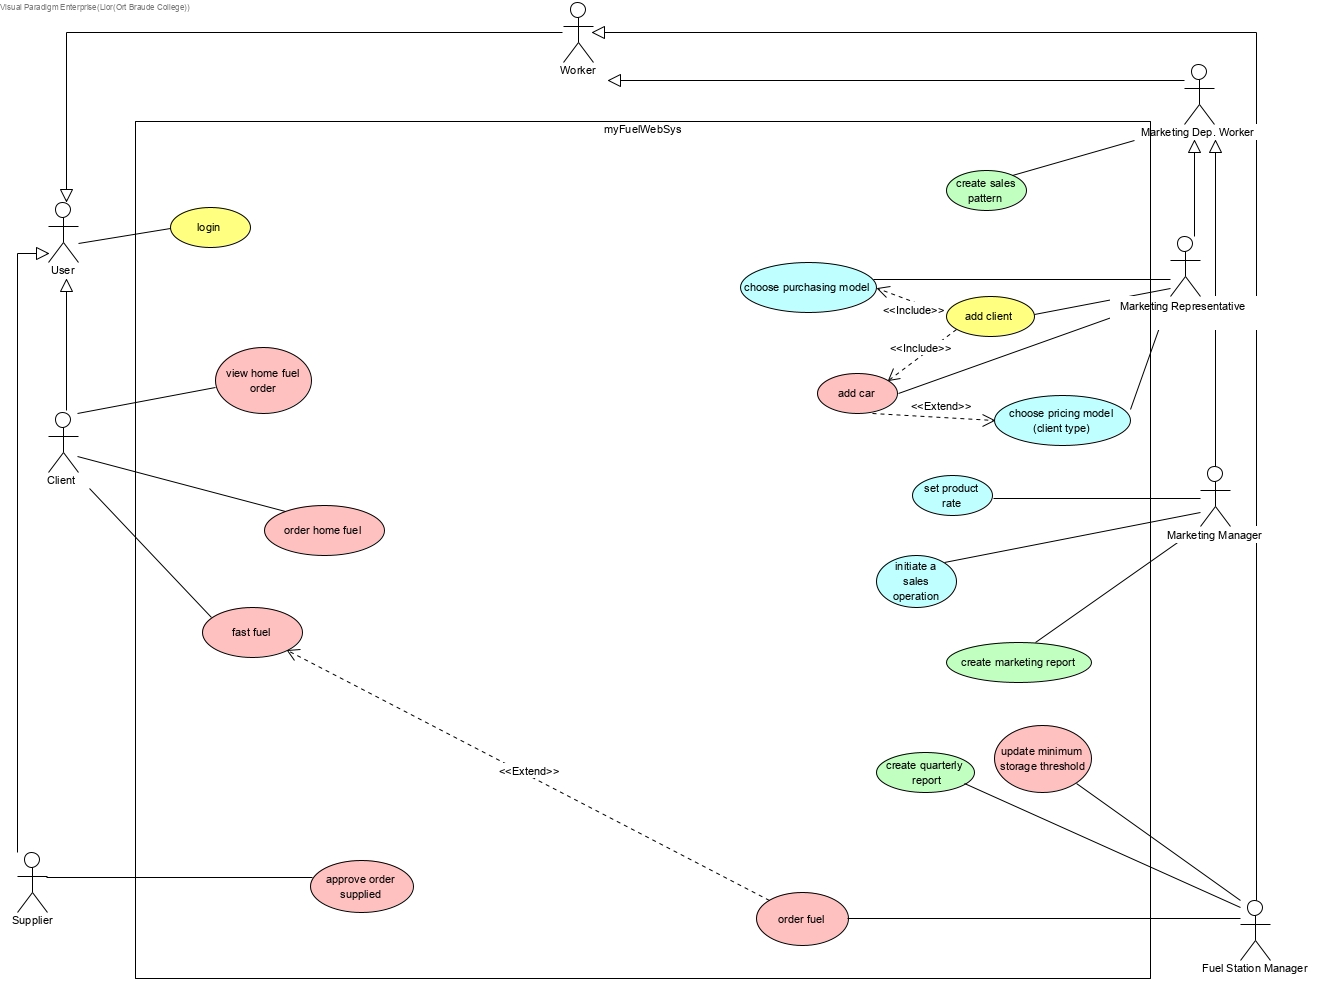 Visual Paradigm Enterprise(Lior(Ort Braude College))
Worker
myFuelWebSys
Marketing Dep. Worker
create sales
pattern
login
User
choose purchasing model
<<Include>>
add client
Marketing Representative
<<Include>>
view home fuel
order
add car
<<Extend>>
choose pricing model
(client type)
Client
set product
rate
order home fuel
Marketing Manager
initiate a
sales
operation
fast fuel
create marketing report
update minimum
storage threshold
create quarterly
report
<<Extend>>
approve order
supplied
Supplier
order fuel
Fuel Station Manager